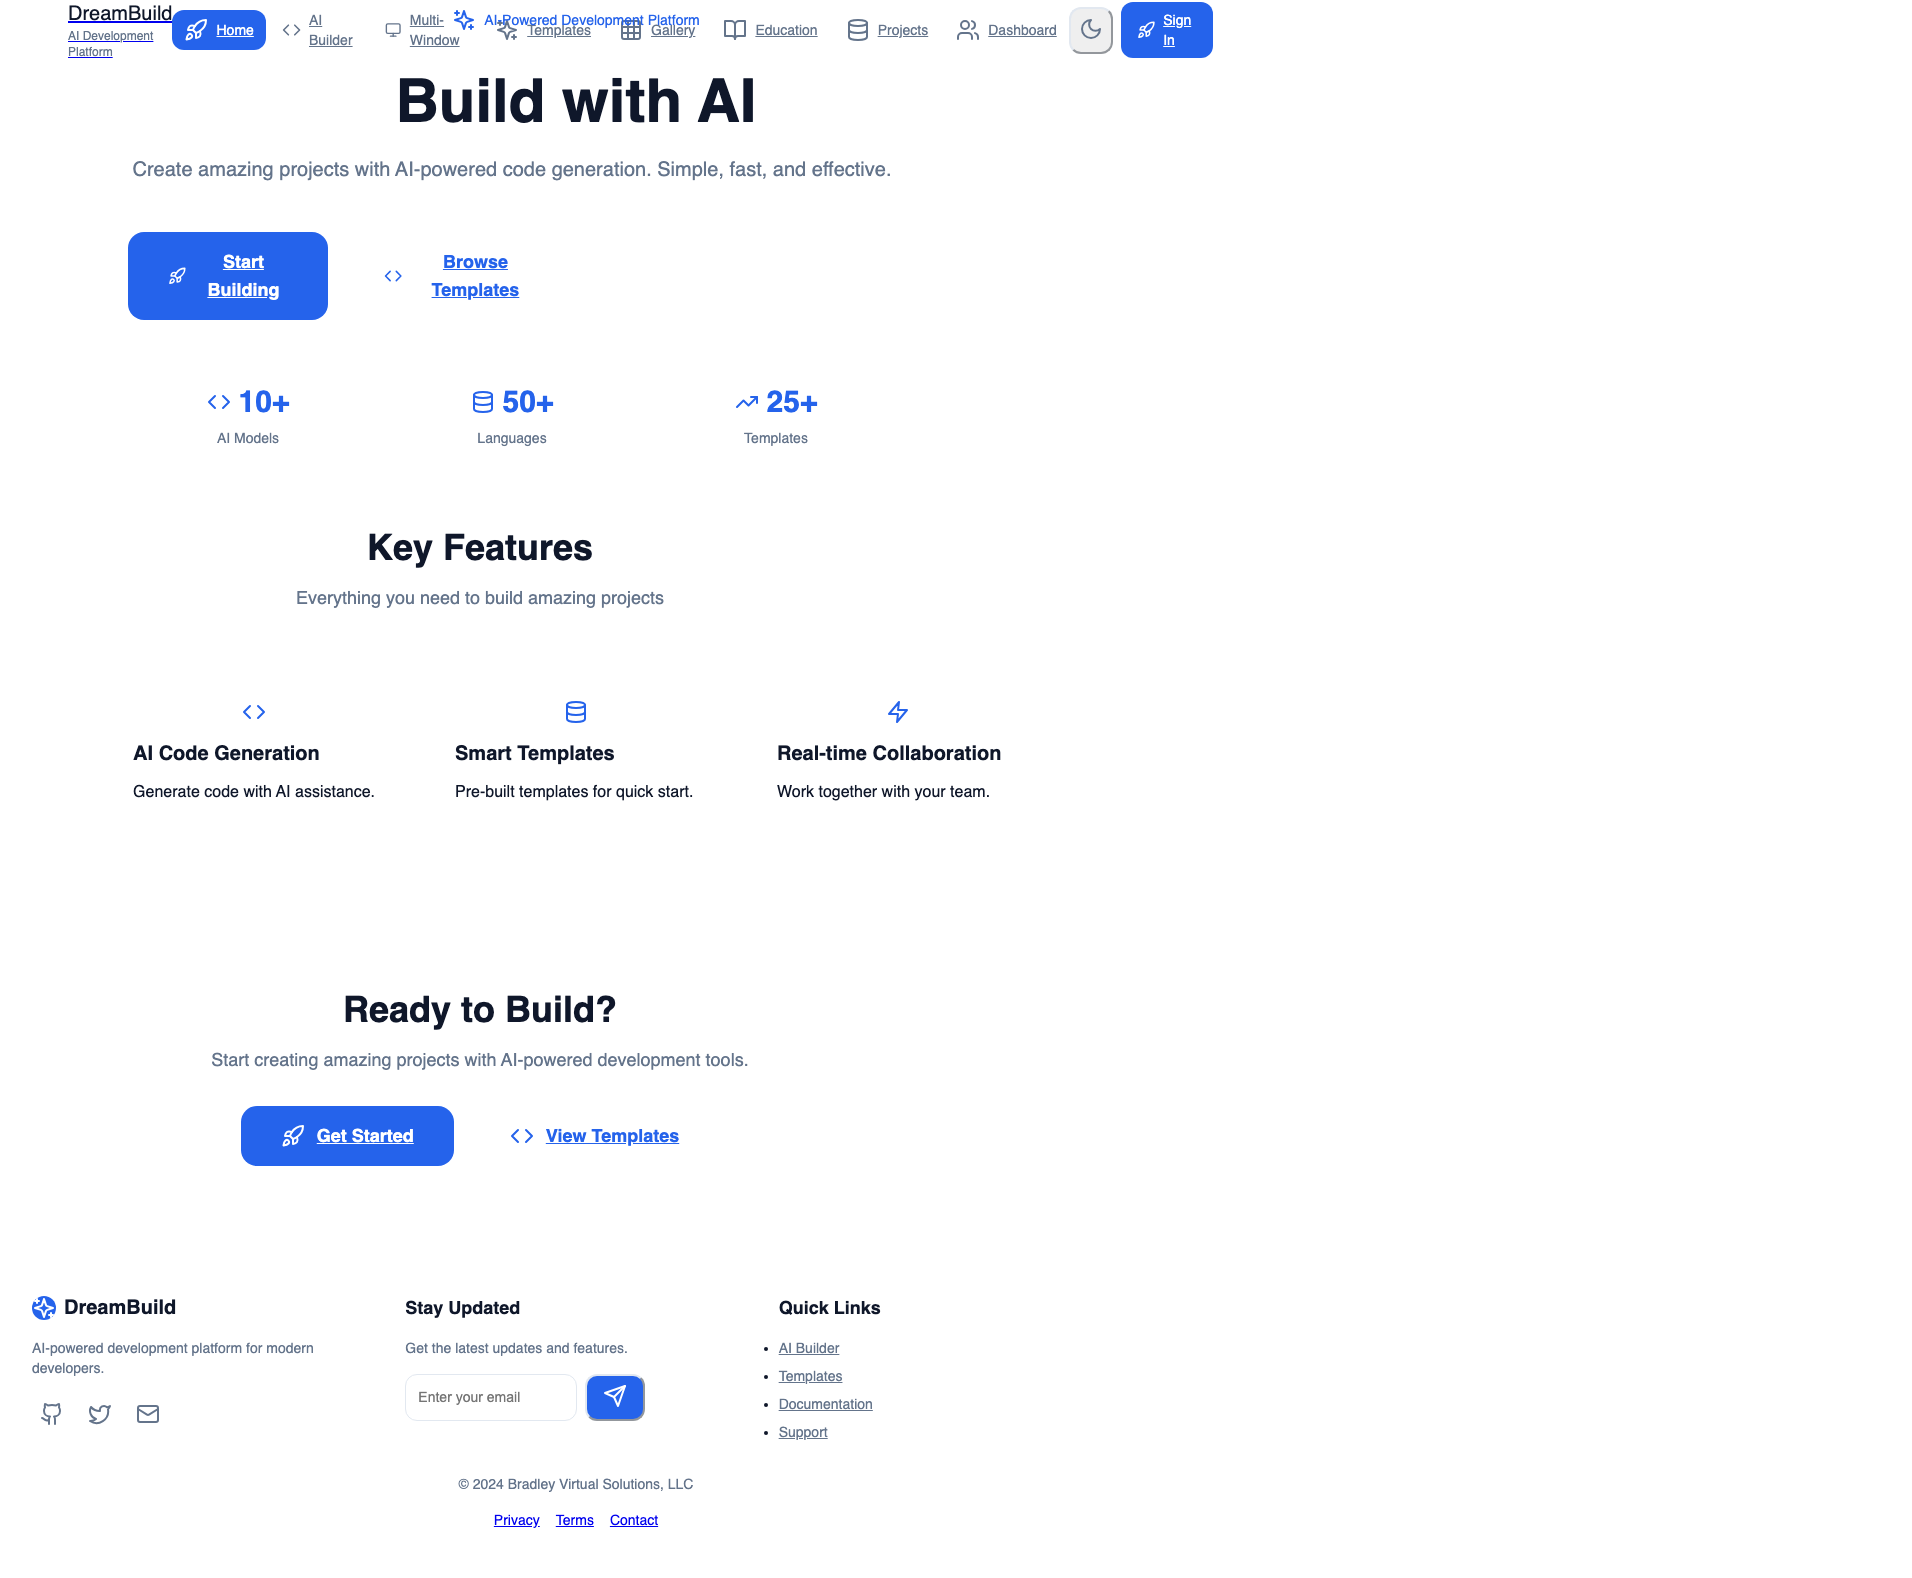 DreamBuild
AI Development
Platform
Home
AI
Builder
Multi-
Window
AI-Powered Development Platform
Templates
Gallery
Education
Projects
Dashboard
Sign
In
Build with AI
Create amazing projects with AI-powered code generation. Simple, fast, and effective.
Start
Building
Browse
Templates
10+
AI Models
50+
Languages
25+
Templates
Key Features
Everything you need to build amazing projects
AI Code Generation
Generate code with AI assistance.
Smart Templates
Pre-built templates for quick start.
Real-time Collaboration
Work together with your team.
Ready to Build?
Start creating amazing projects with AI-powered development tools.
Get Started
View Templates
DreamBuild
AI-powered development platform for modern
developers.
Stay Updated
Get the latest updates and features.
Enter your email
Quick Links
AI Builder
Templates
Documentation
Support
© 2024 Bradley Virtual Solutions, LLC
Privacy Terms Contact